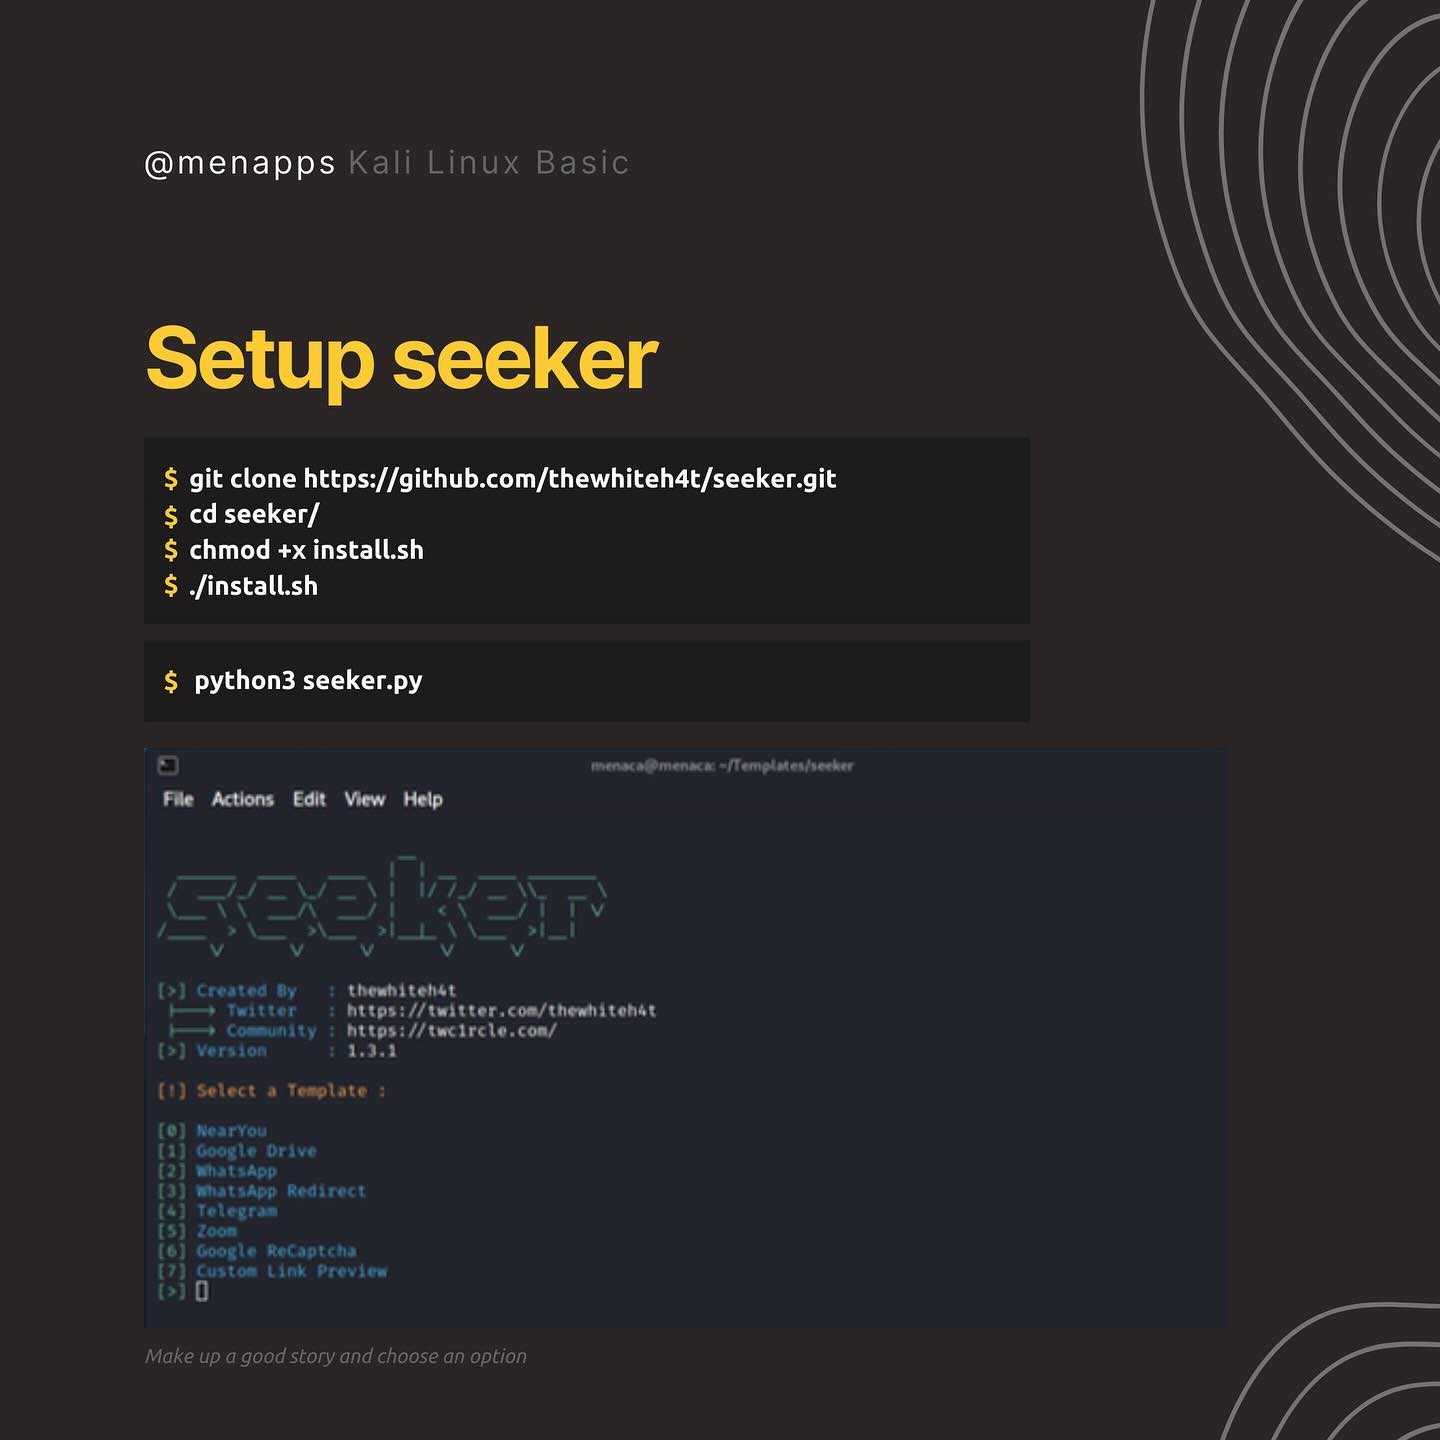 @menapps Kali Linux Basic
Setup seeker
$ git clone https://github.com/thewhiteh4t/seeker.git
$ cd seeker/
$ chmod +x install.sh
$ ./install.sh
$ python3 seeker.py
menaca@menaca: ~/Templates/seeker
File Actions Edit View Help
seeker
[>] Created By : thewhiteh4t
├──→ Twitter : https://twitter.com/thewhiteh4t
├──→ Community : https://twc1rcle.com/
[>] Version : 1.3.1
[!] Select a Template :
[0] NearYou
[1] Google Drive
[2] WhatsApp
[3] WhatsApp Redirect
[4] Telegram
[5] Zoom
[6] Google ReCaptcha
[7] Custom Link Preview
[>]
Make up a good story and choose an option